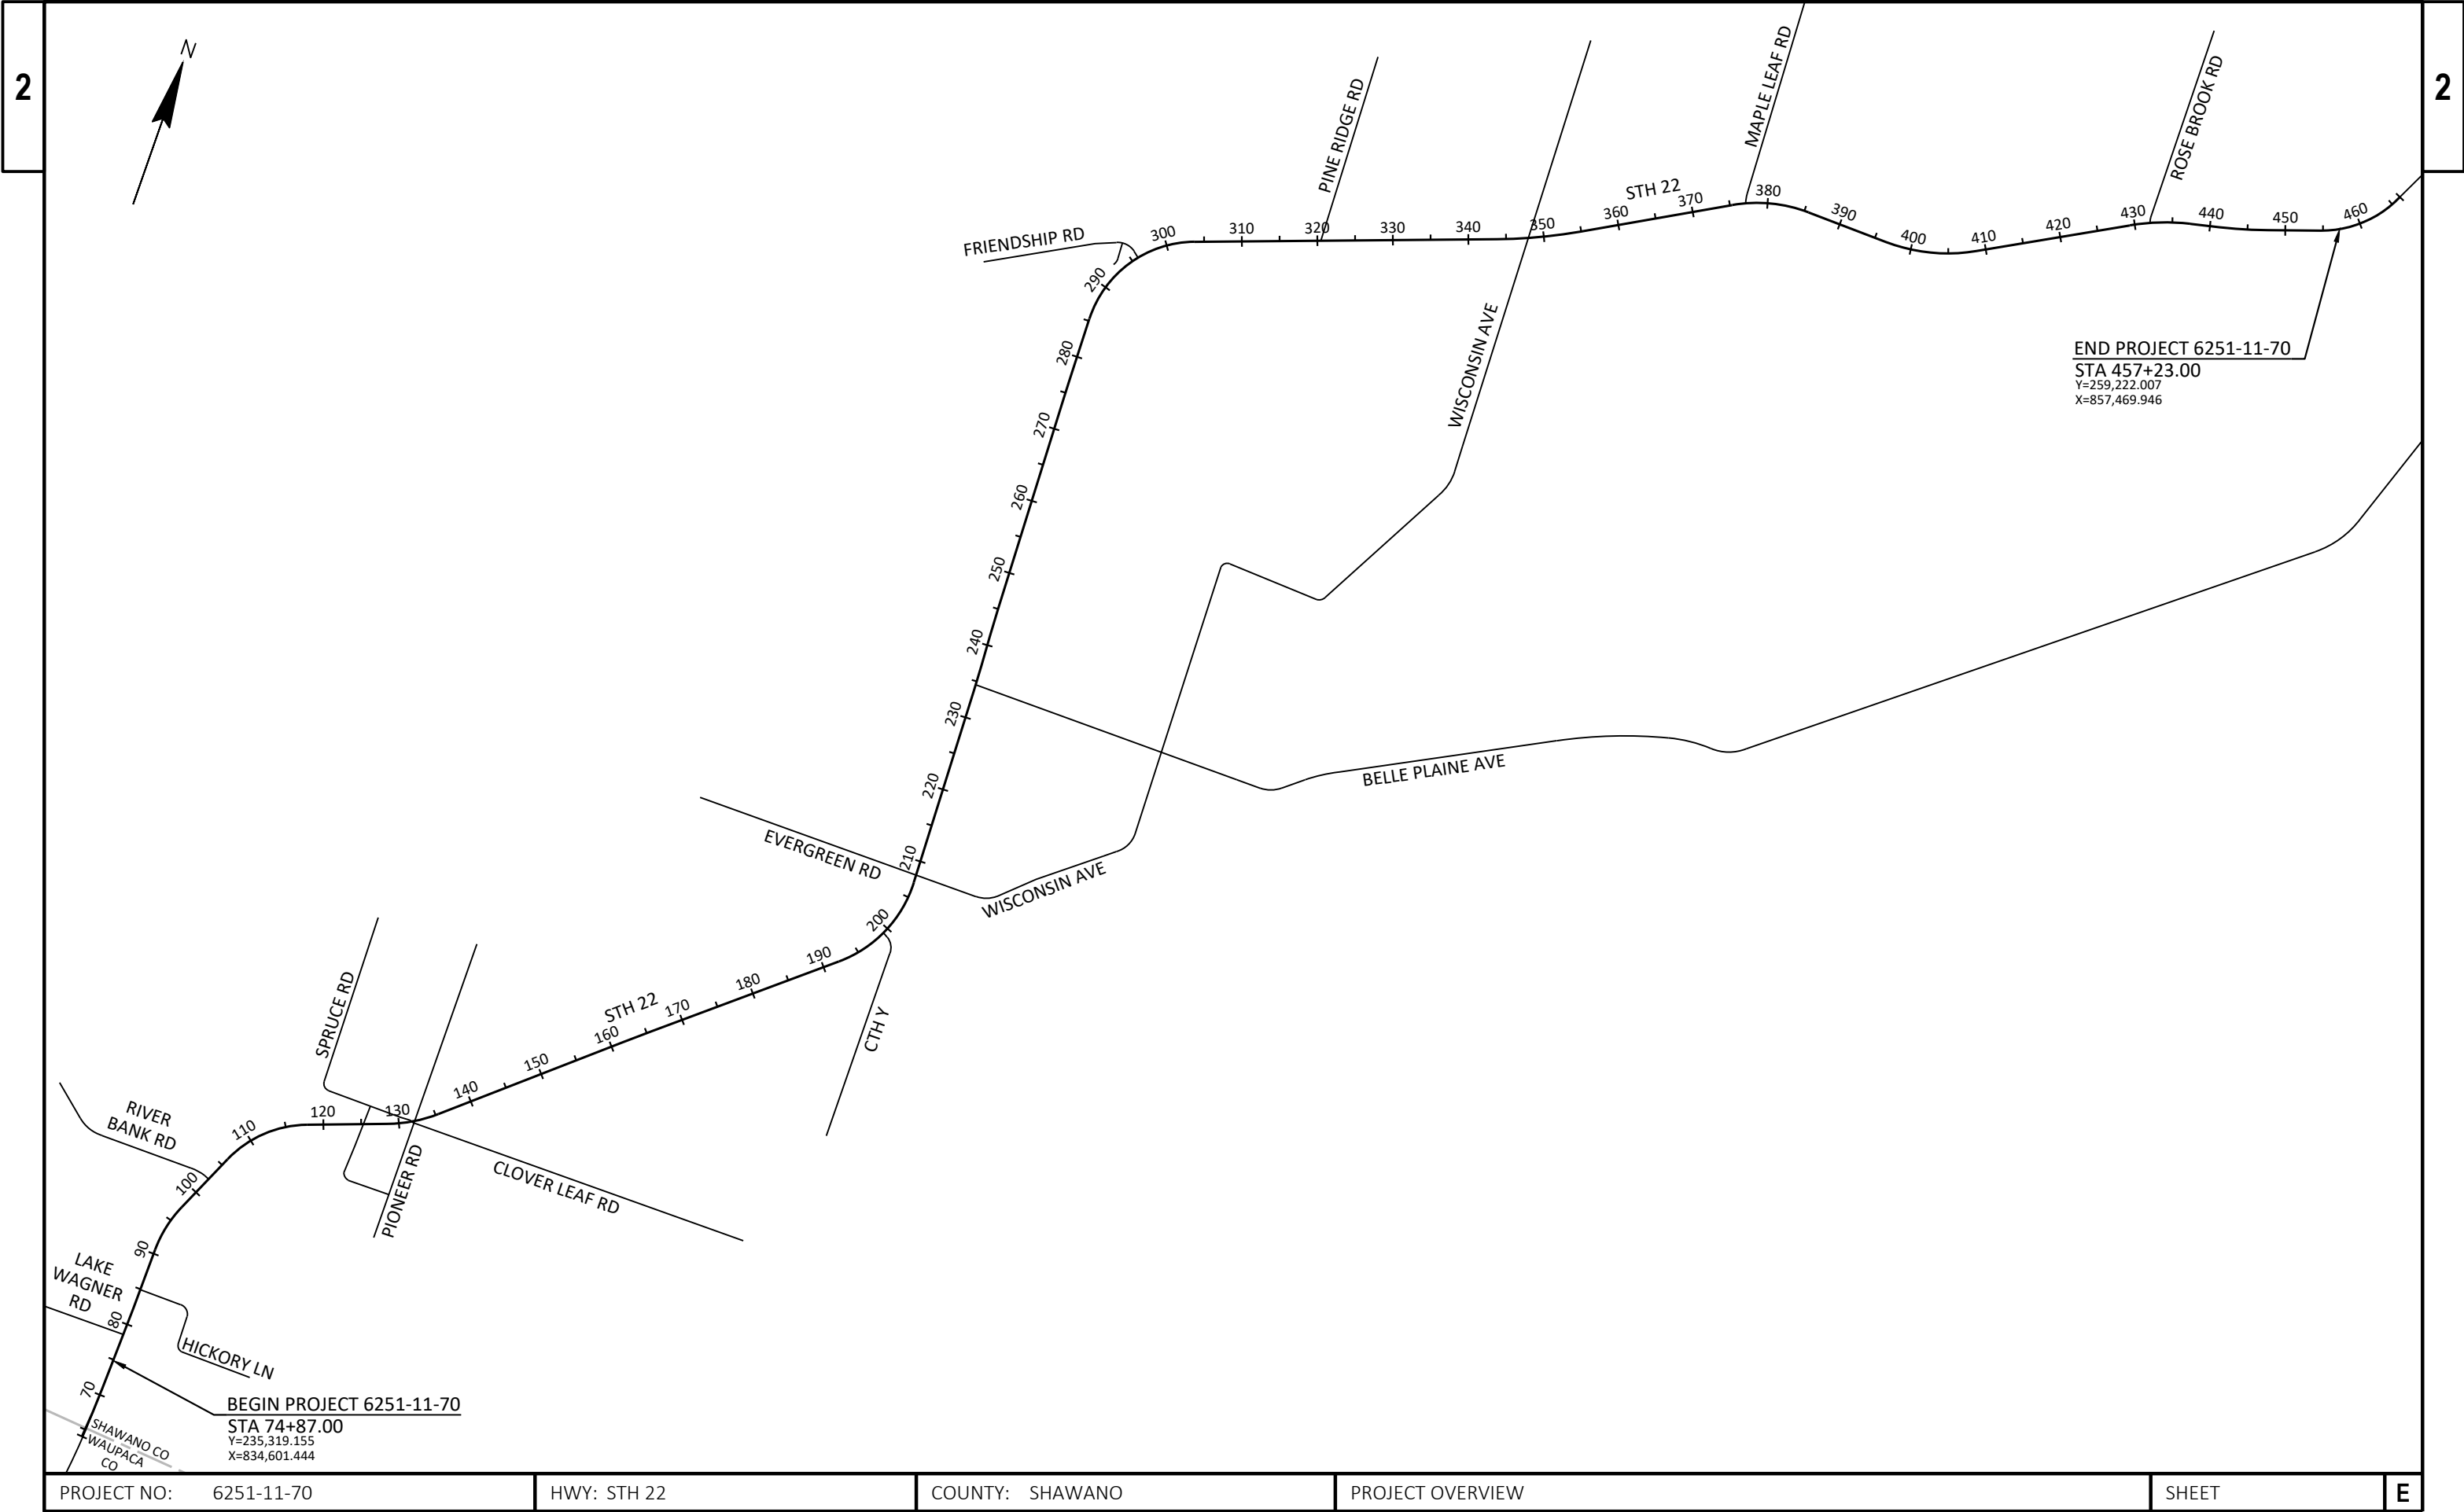 2
2
N
PINE RIDGE RD
MAPLE LEAF RD
ROSE BROOK RD
FRIENDSHIP RD
STH 22
290
300
310
320
330
340
350
360
370
380
390
400
410
420
430
440
450
460
WISCONSIN AVE
END PROJECT 6251-11-70
STA 457+23.00
Y=259,222.007
X=857,469.946
280
270
260
250
240
230
220
210
200
BELLE PLAINE AVE
EVERGREEN RD
WISCONSIN AVE
CTH Y
STH 22
190
180
170
160
150
140
130
120
110
100
90
80
70
SPRUCE RD
RIVER
BANK RD
PIONEER RD
CLOVER LEAF RD
LAKE
WAGNER
RD
HICKORY LN
BEGIN PROJECT 6251-11-70
STA 74+87.00
Y=235,319.155
X=834,601.444
SHAWANO CO
WAUPACA
CO
PROJECT NO: 6251-11-70
HWY: STH 22
COUNTY: SHAWANO
PROJECT OVERVIEW
SHEET
E